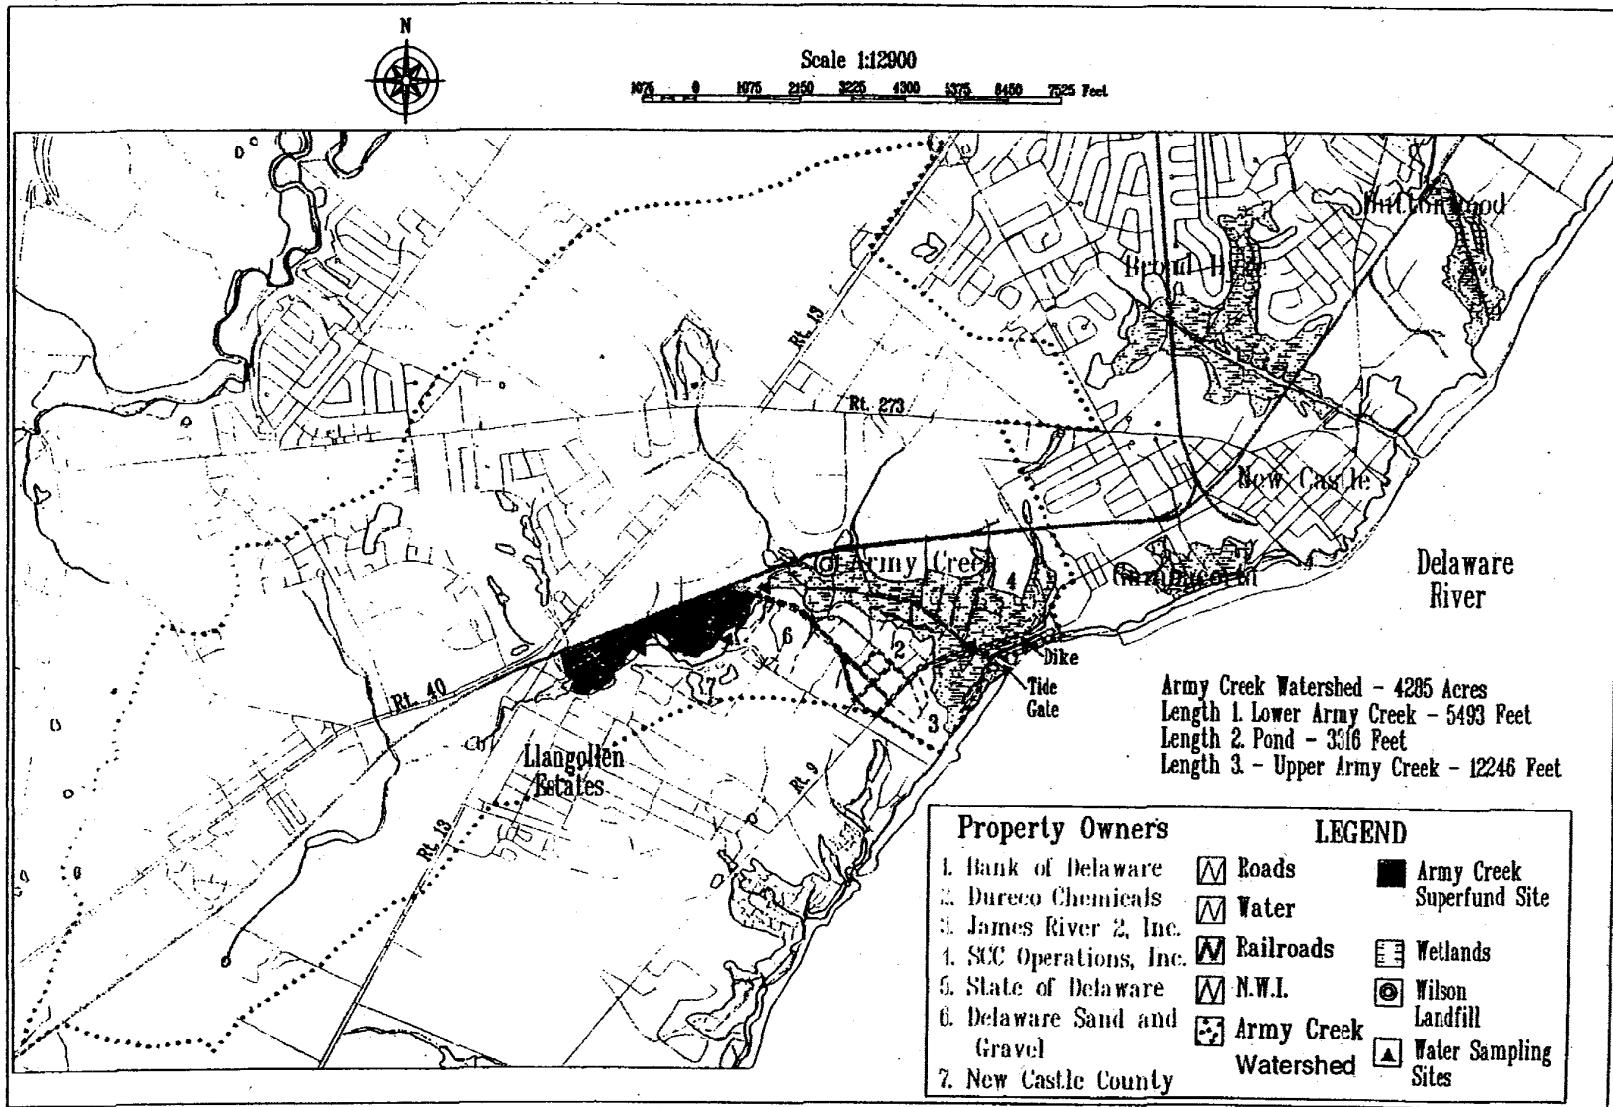 N
Scale 1:12900
1075 0 1075 2150 3225 4300 5375 6450 7525 Feet
Buttonwood
Broad Dyke
Rt. 13
Rt. 273
New Castle
Army Creek
4
Delaware
River
6
2
Dike
7
Tide
Gate
Rt. 40
3
Army Creek Watershed - 4285 Acres
Length 1. Lower Army Creek - 5493 Feet
Length 2. Pond - 3316 Feet
Length 3. - Upper Army Creek - 12246 Feet
Llangollen
Estates
Rt. 9
Rt. 13
Property Owners
1. Bank of Delaware
2. Dureco Chemicals
3. James River 2, Inc.
4. SCC Operations, Inc.
5. State of Delaware
6. Delaware Sand and
Gravel
7. New Castle County
LEGEND
Roads
Water
Railroads
N.W.I.
Army Creek
Watershed
Army Creek
Superfund Site
Wetlands
Wilson
Landfill
Water Sampling
Sites